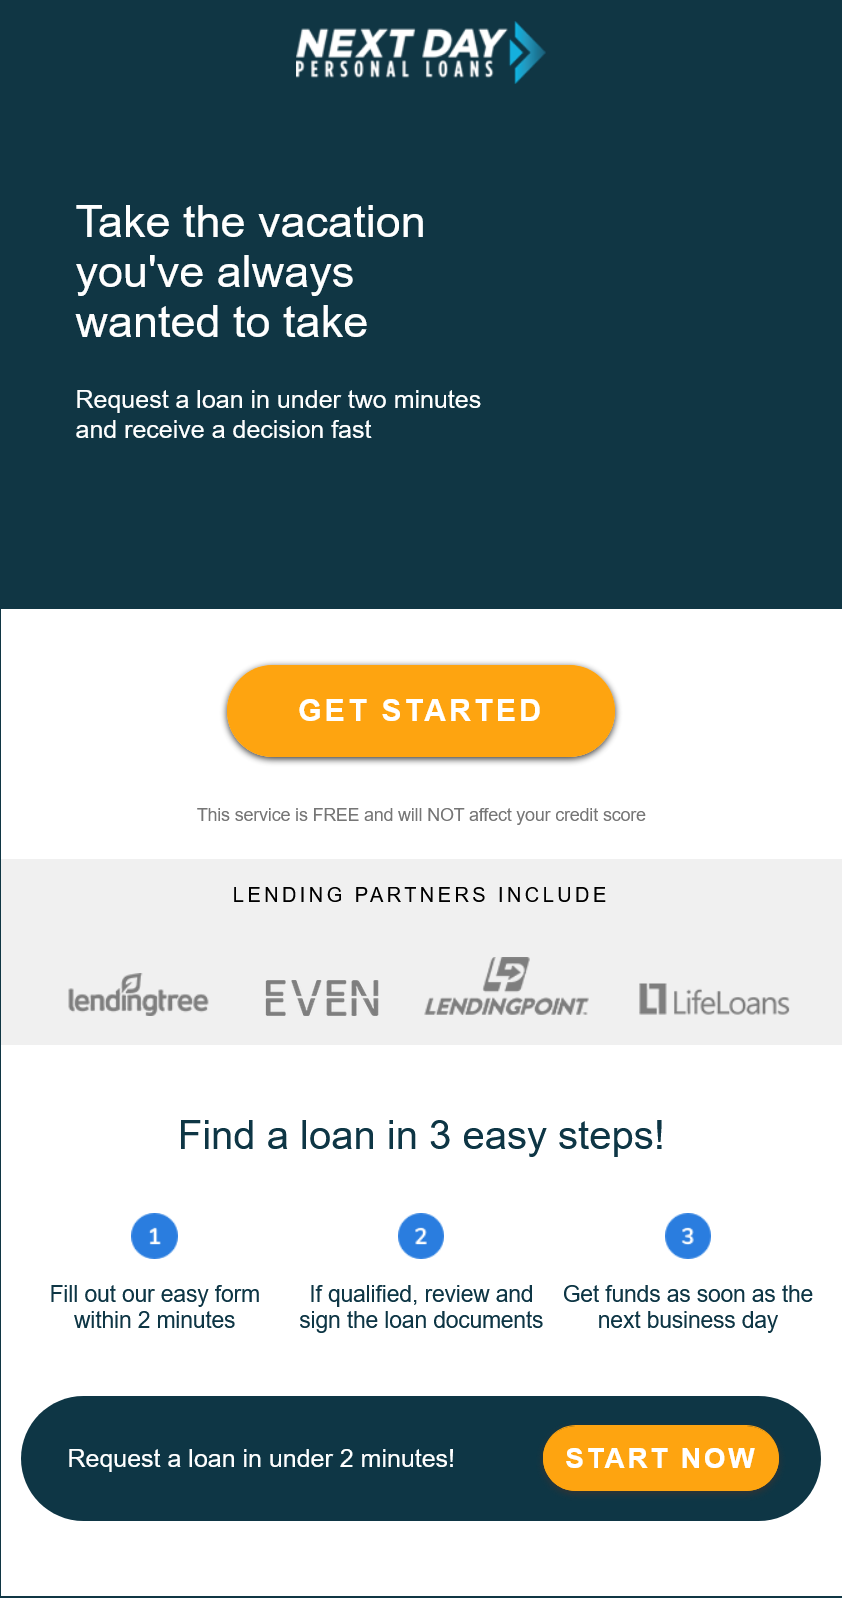 NEXT DAY
PERSONAL LOANS
Take the vacation
you've always
wanted to take
Request a loan in under two minutes
and receive a decision fast
GET STARTED
This service is FREE and will NOT affect your credit score
LENDING PARTNERS INCLUDE
lendingtree
EVEN
LENDINGPOINT
LifeLoans
Find a loan in 3 easy steps!
1
Fill out our easy form
within 2 minutes
2
If qualified, review and
sign the loan documents
3
Get funds as soon as the
next business day
Request a loan in under 2 minutes!
START NOW